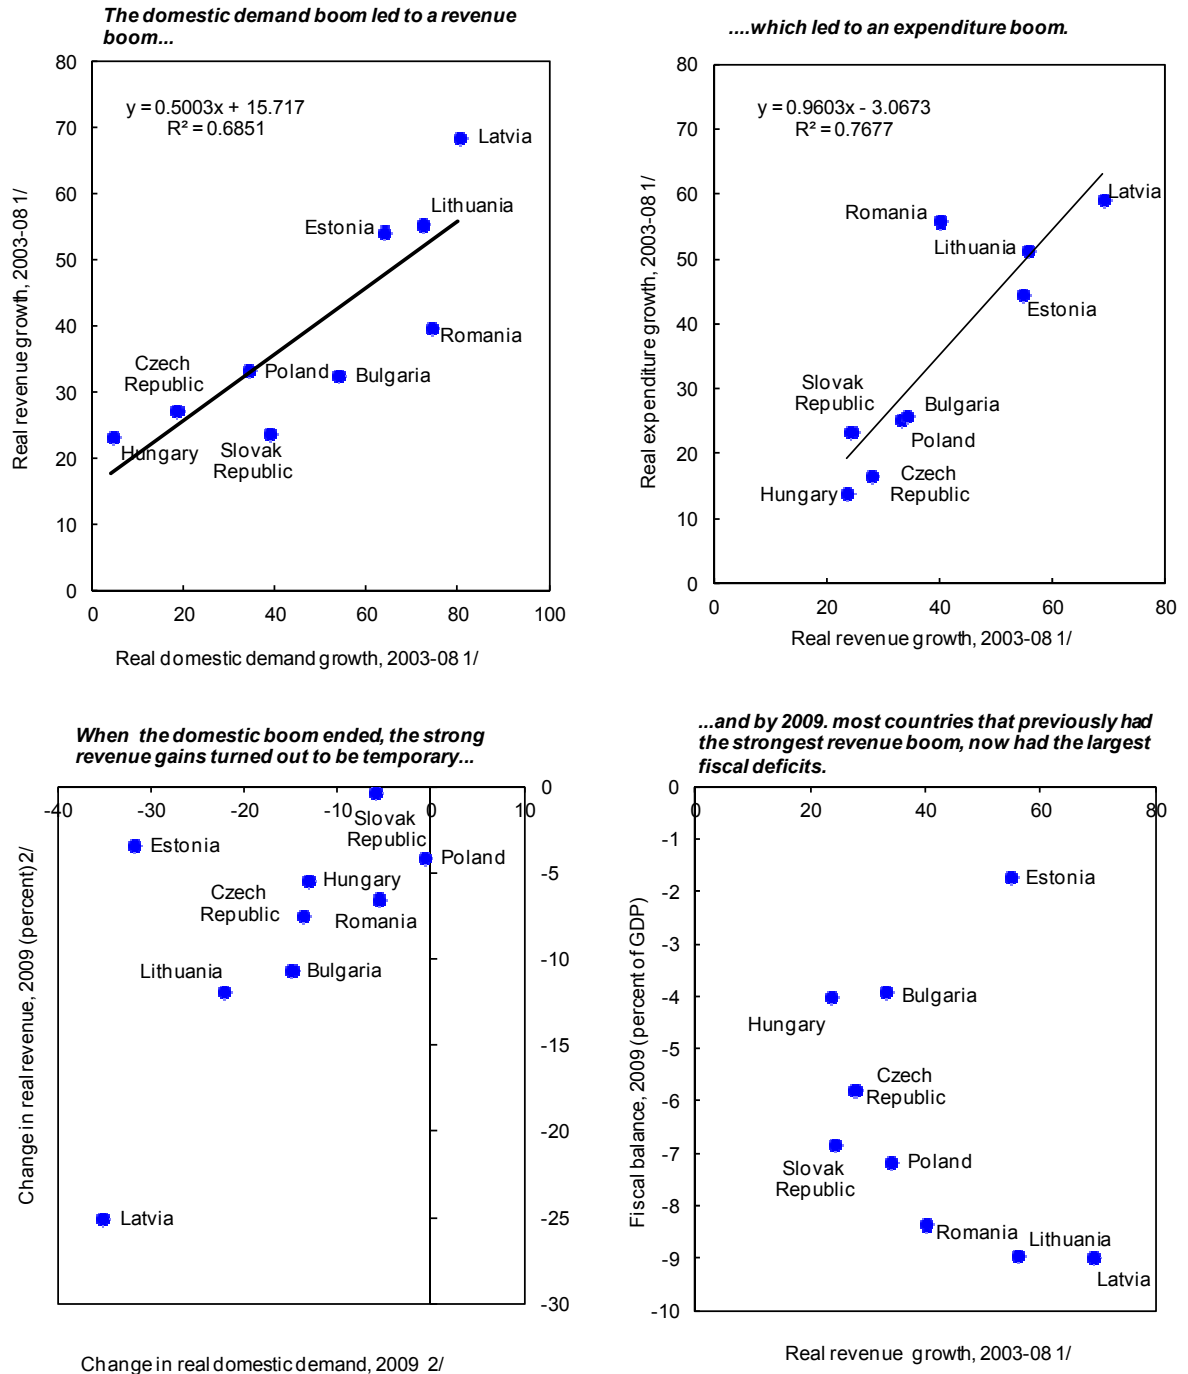 The domestic demand boom led to a revenue
boom...
80
70
60
50
40
30
20
10
0
y = 0.5003x + 15.717
R² = 0.6851
Latvia
Lithuania
Estonia
Romania
Czech
Republic
Poland
Bulgaria
Hungary
Slovak
Republic
0 20 40 60 80 100
Real revenue growth, 2003-08 1/
Real domestic demand growth, 2003-08 1/
....which led to an expenditure boom.
80
70
60
50
40
30
20
10
0
y = 0.9603x - 3.0673
R² = 0.7677
Latvia
Romania
Lithuania
Estonia
Slovak
Republic
Bulgaria
Poland
Czech
Republic
Hungary
0 20 40 60 80
Real expenditure growth, 2003-08 1/
Real revenue growth, 2003-08 1/
When the domestic boom ended, the strong
revenue gains turned out to be temporary...
-40 -30 -20 -10 0 10
0
-5
-10
-15
-20
-25
-30
Slovak
Republic
Estonia
Poland
Hungary
Czech
Republic
Romania
Lithuania
Bulgaria
Latvia
Change in real revenue, 2009 (percent) 2/
Change in real domestic demand, 2009 2/
...and by 2009. most countries that previously had
the strongest revenue boom, now had the largest
fiscal deficits.
0 20 40 60 80
0
-1
-2
-3
-4
-5
-6
-7
-8
-9
-10
Estonia
Bulgaria
Hungary
Czech
Republic
Slovak
Republic
Poland
Romania
Lithuania
Latvia
Fiscal balance, 2009 (percent of GDP)
Real revenue growth, 2003-08 1/